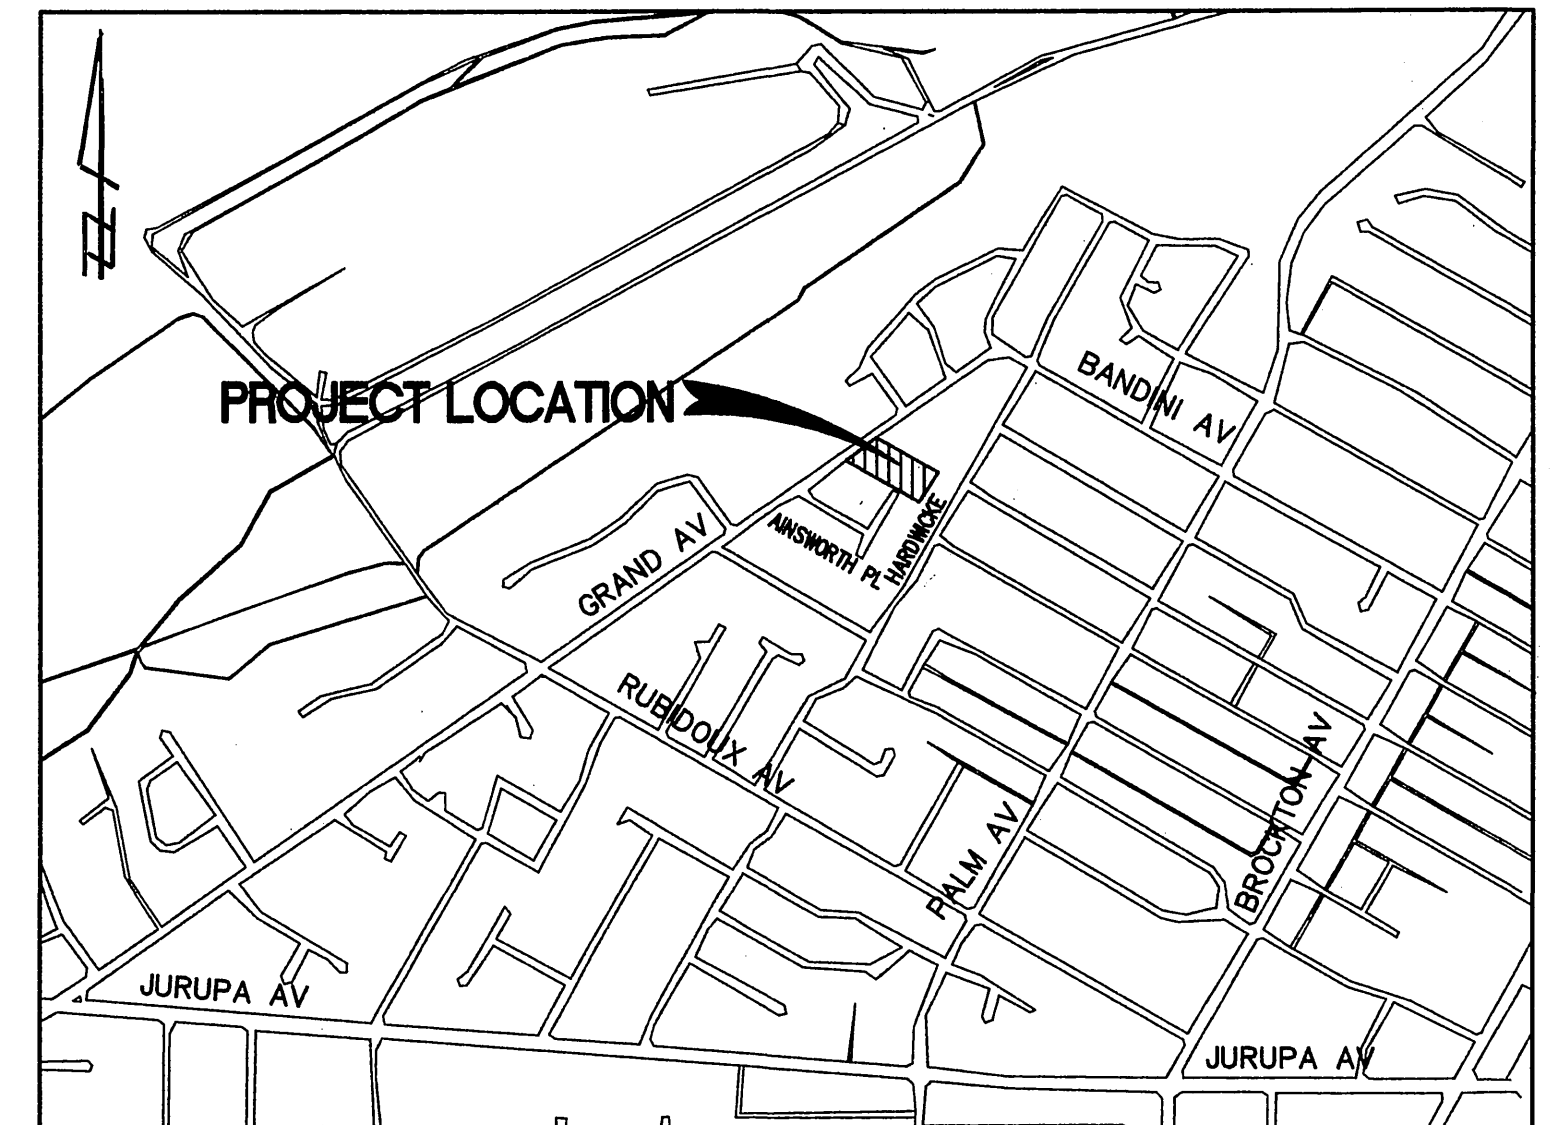 N
BANDINI AV
PROJECT LOCATION
GRAND AV
AINSWORTH PL
HARDWICKE
RUBIDOUX AV
PALM AV
BROCKTON AV
JURUPA AV
JURUPA AV